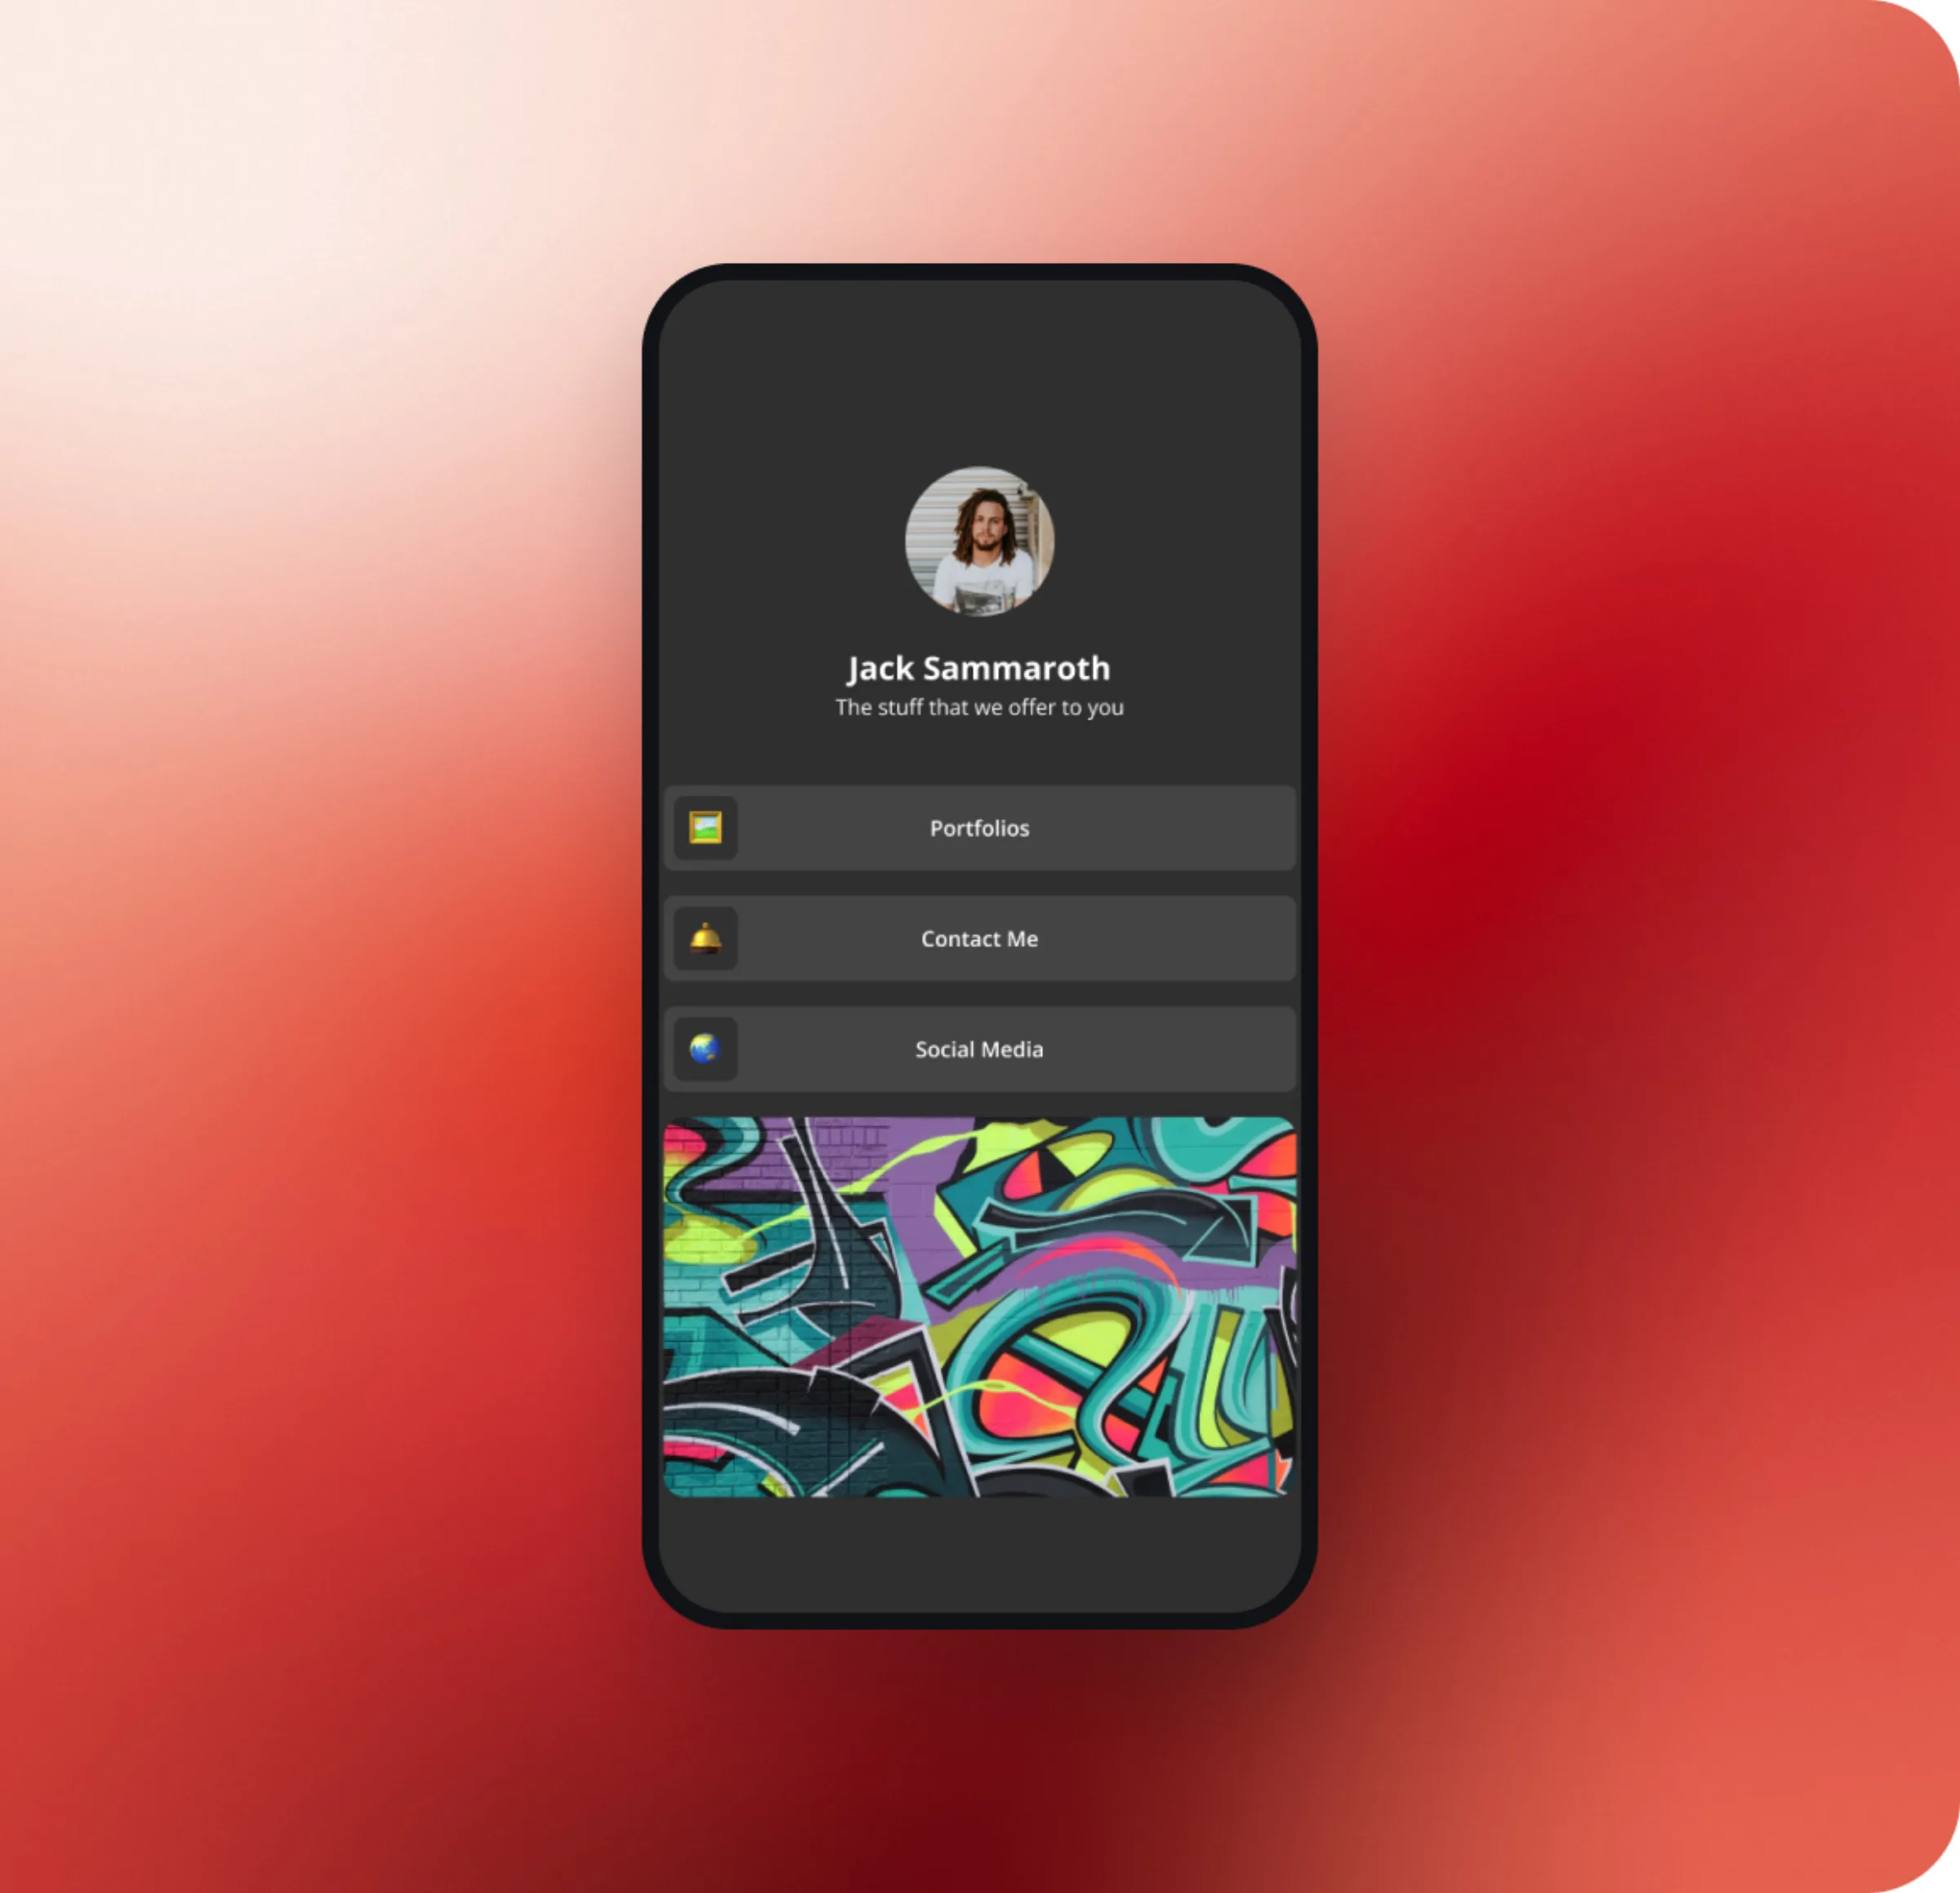 Jack Sammaroth
The stuff that we offer to you
Portfolios
Contact Me
Social Media